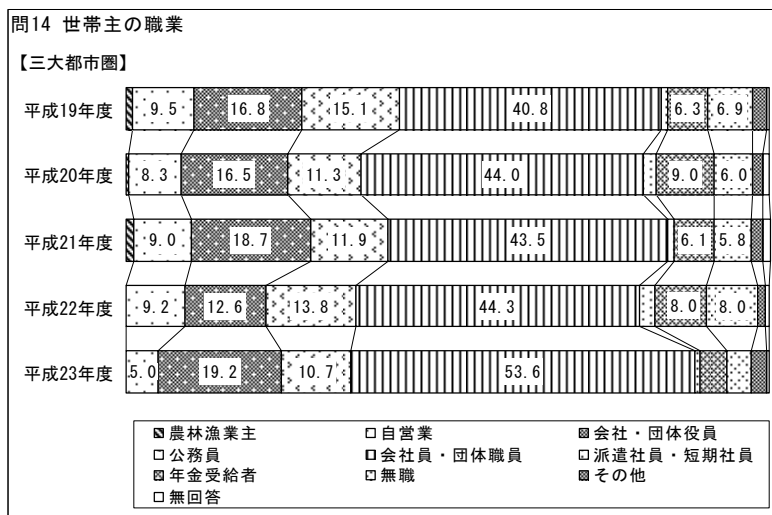 問14 世帯主の職業
【三大都市圏】
平成19年度 9.5 16.8 15.1 40.8 6.3 6.9
平成20年度 8.3 16.5 11.3 44.0 9.0 6.0
平成21年度 9.0 18.7 11.9 43.5 6.1 5.8
平成22年度 9.2 12.6 13.8 44.3 8.0 8.0
平成23年度 5.0 19.2 10.7 53.6
農林漁業主 自営業 会社・団体役員
公務員 会社員・団体職員 派遣社員・短期社員
年金受給者 無職 その他
無回答